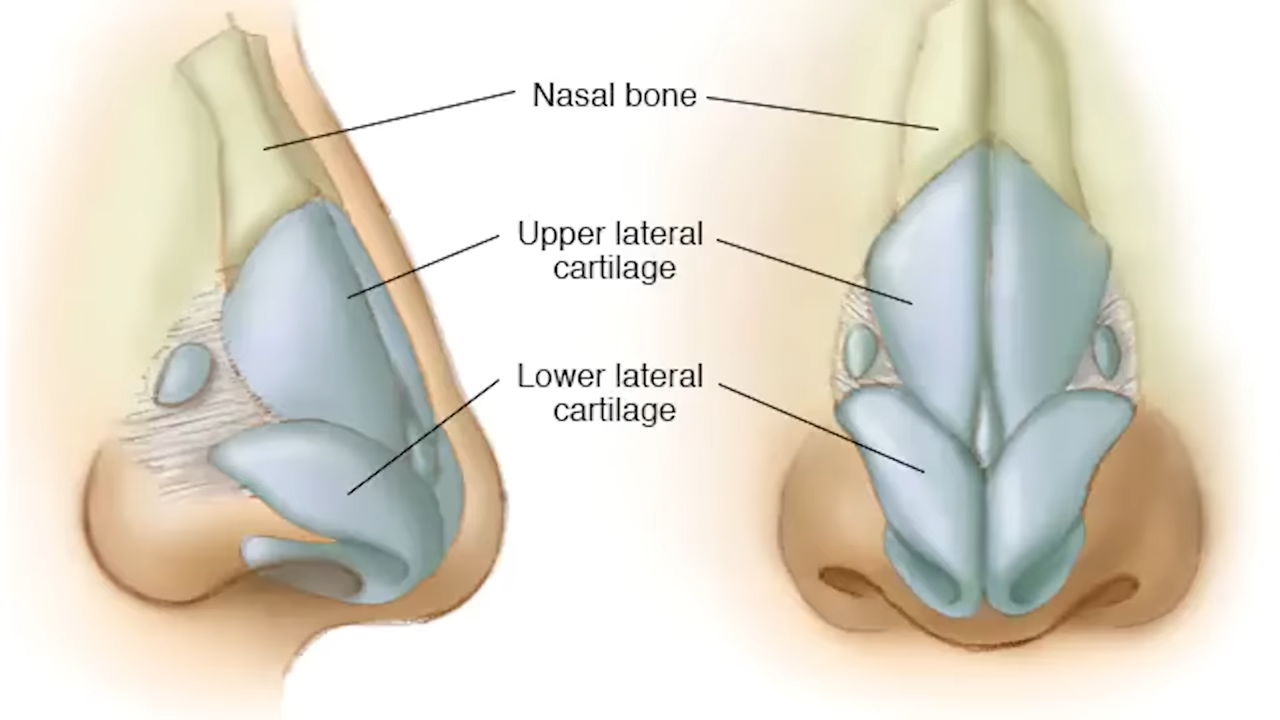 Nasal bone
Upper lateral
cartilage
Lower lateral
cartilage